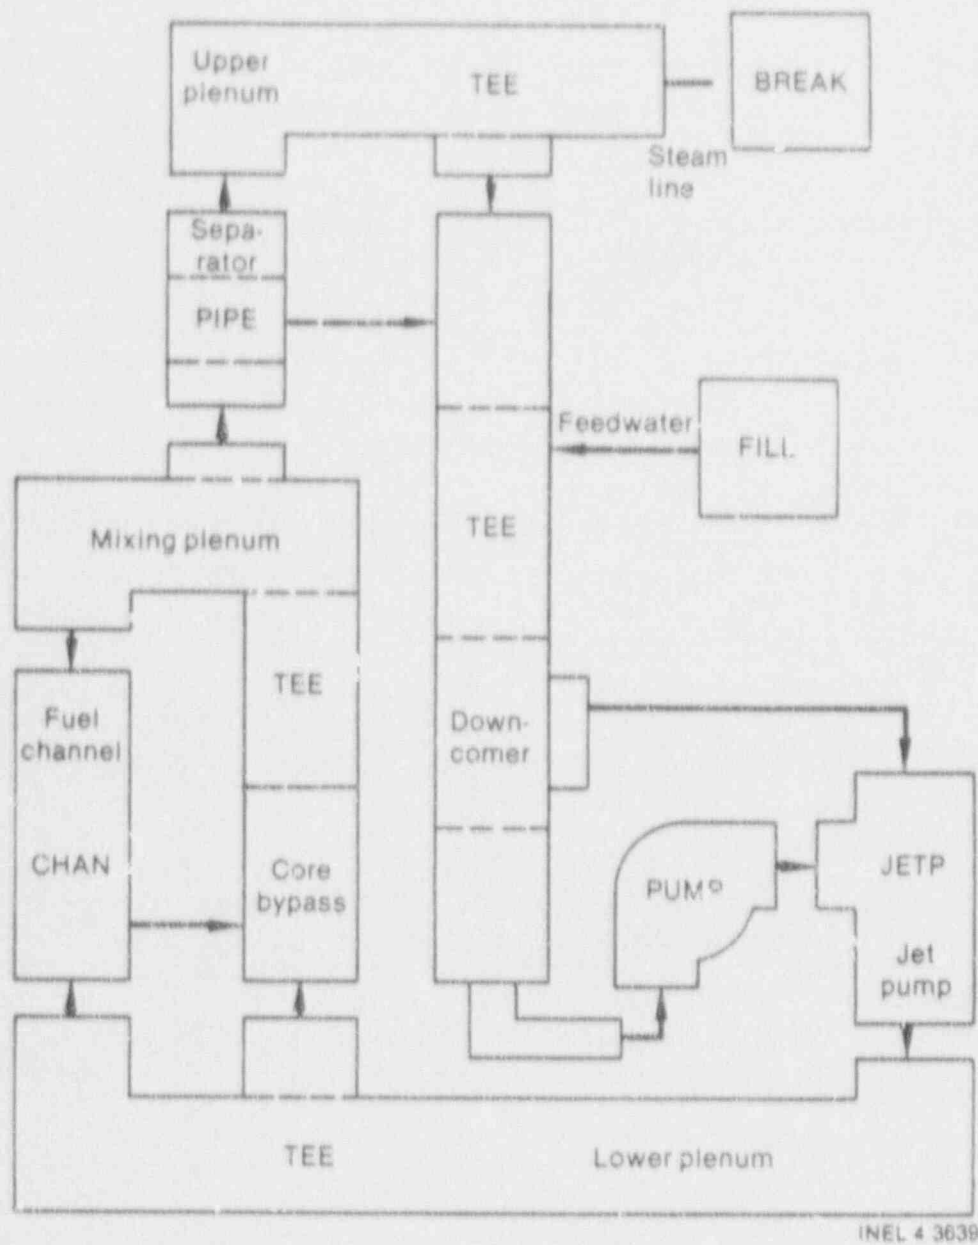 Upper
plenum
TEE
BREAK
Steam
line
Sepa-
rator
PIPE
Feedwater
FILL
Mixing plenum
TEE
TEE
Fuel
channel
Down-
comer
CHAN
Core
bypass
PUMP
JETP
Jet
pump
TEE
Lower plenum
INEL 4 3639